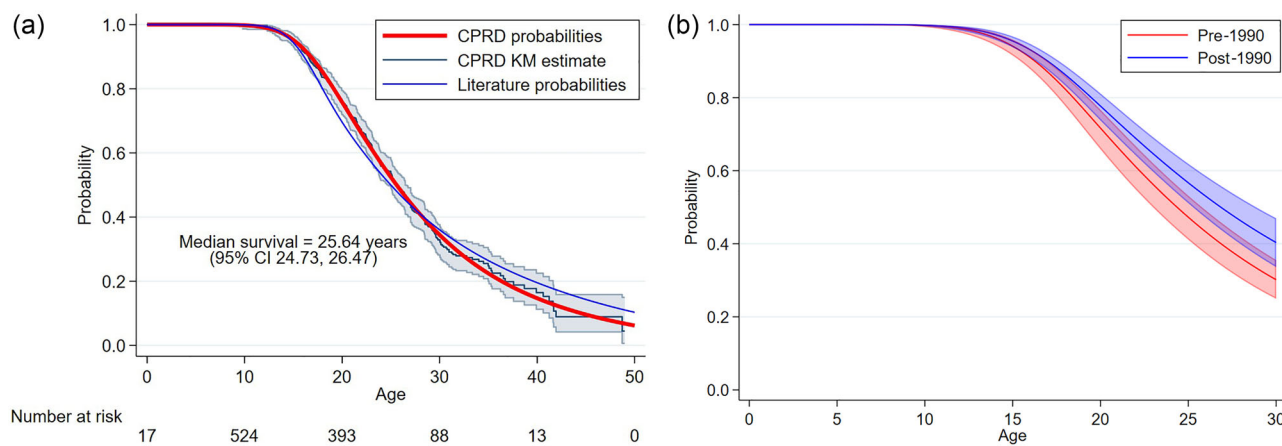 (a)
CPRD probabilities
CPRD KM estimate
Literature probabilities
Probability
1.0
0.8
0.6
0.4
0.2
0.0
Median survival = 25.64 years
(95% CI 24.73, 26.47)
0 10 20 30 40 50
Age
Number at risk
17 524 393 88 13 0
(b)
Pre-1990
Post-1990
Probability
1.0
0.8
0.6
0.4
0.2
0.0
0 5 10 15 20 25 30
Age